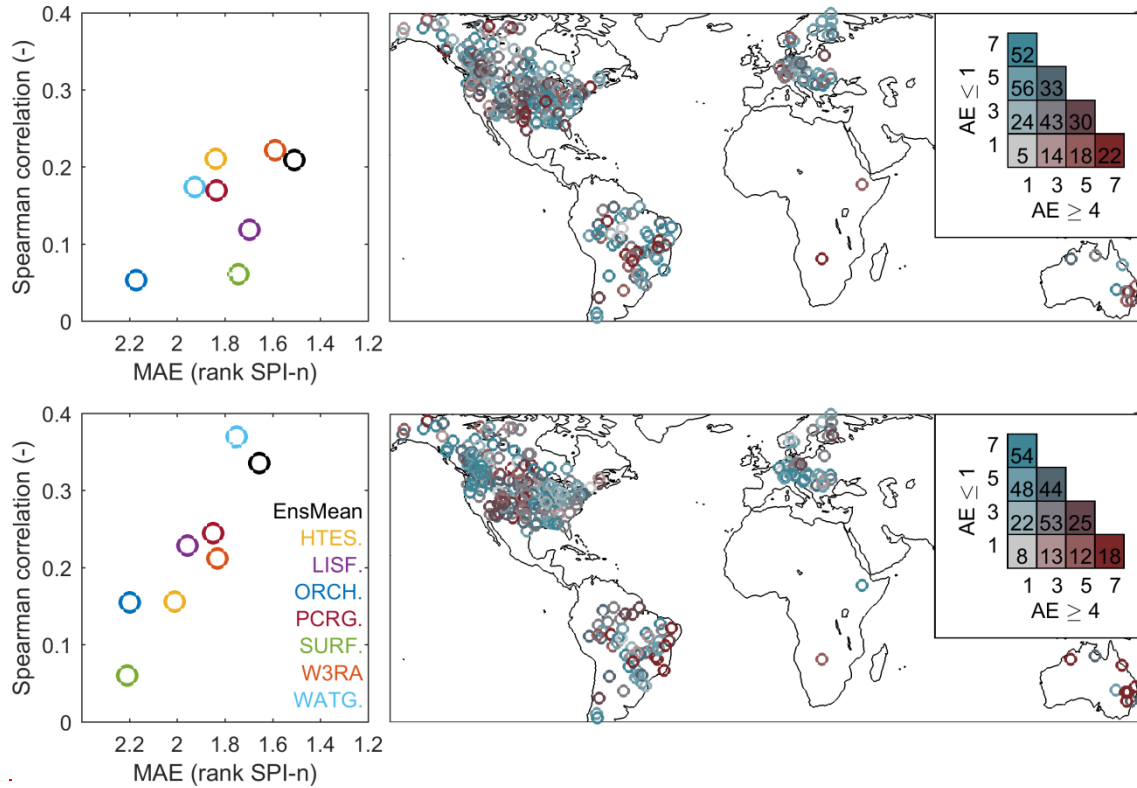 0.4
0.3
0.2
0.1
0
Spearman correlation (-)
2.2 2 1.8 1.6 1.4 1.2
MAE (rank SPI-n)
7
5
3
1
AE ≤ 1
52
56 33
24 43 30
5 14 18 22
1 3 5 7
AE ≥ 4
0.4
0.3
0.2
0.1
0
Spearman correlation (-)
EnsMean
HTES.
LISF.
ORCH.
PCRG.
SURF.
W3RA
WATG.
2.2 2 1.8 1.6 1.4 1.2
MAE (rank SPI-n)
7
5
3
1
AE ≤ 1
54
48 44
22 53 25
8 13 12 18
1 3 5 7
AE ≥ 4